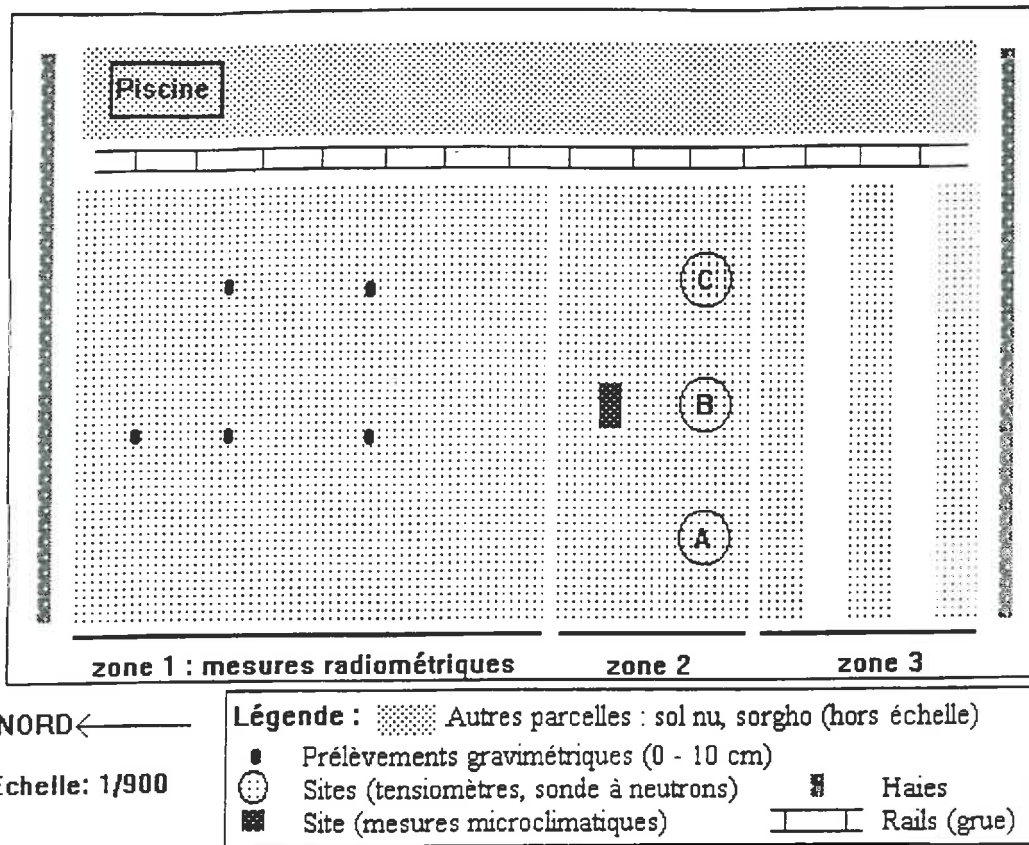 Piscine
C
B
A
zone 1 : mesures radiométriques
zone 2
zone 3
NORD
Echelle: 1/900
Légende :
Autres parcelles : sol nu, sorgho (hors échelle)
Prélèvements gravimétriques (0 - 10 cm)
Sites (tensiomètres, sonde à neutrons)
Haies
Site (mesures microclimatiques)
Rails (grue)